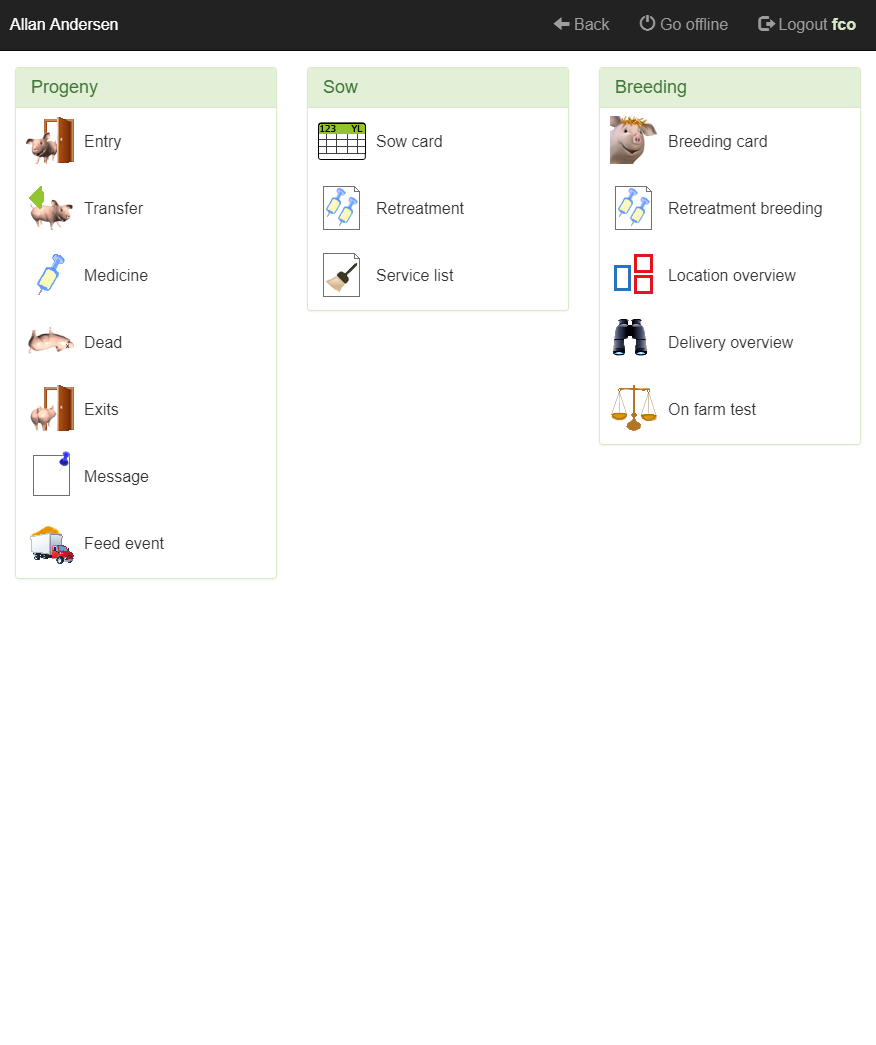 Allan Andersen
Back
Go offline
Logout fco
Progeny
Entry
Transfer
Medicine
Dead
Exits
Message
Feed event
Sow
123 YL
Sow card
Retreatment
Service list
Breeding
Breeding card
Retreatment breeding
Location overview
Delivery overview
On farm test